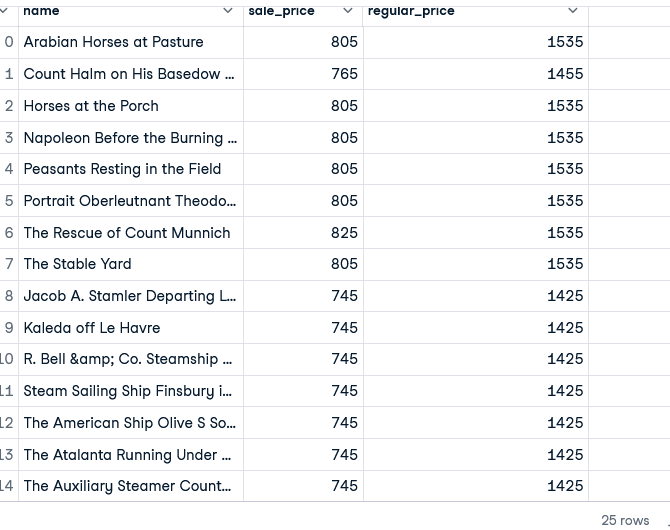 name sale_price regular_price
0 Arabian Horses at Pasture 805 1535
1 Count Halm on His Basedow ... 765 1455
2 Horses at the Porch 805 1535
3 Napoleon Before the Burning ... 805 1535
4 Peasants Resting in the Field 805 1535
5 Portrait Oberleutnant Theodo... 805 1535
6 The Rescue of Count Munnich 825 1535
7 The Stable Yard 805 1535
8 Jacob A. Stamler Departing L... 745 1425
9 Kaleda off Le Havre 745 1425
10 R. Bell &amp; Co. Steamship ... 745 1425
11 Steam Sailing Ship Finsbury i... 745 1425
12 The American Ship Olive S So... 745 1425
13 The Atalanta Running Under ... 745 1425
14 The Auxiliary Steamer Count... 745 1425
25 rows